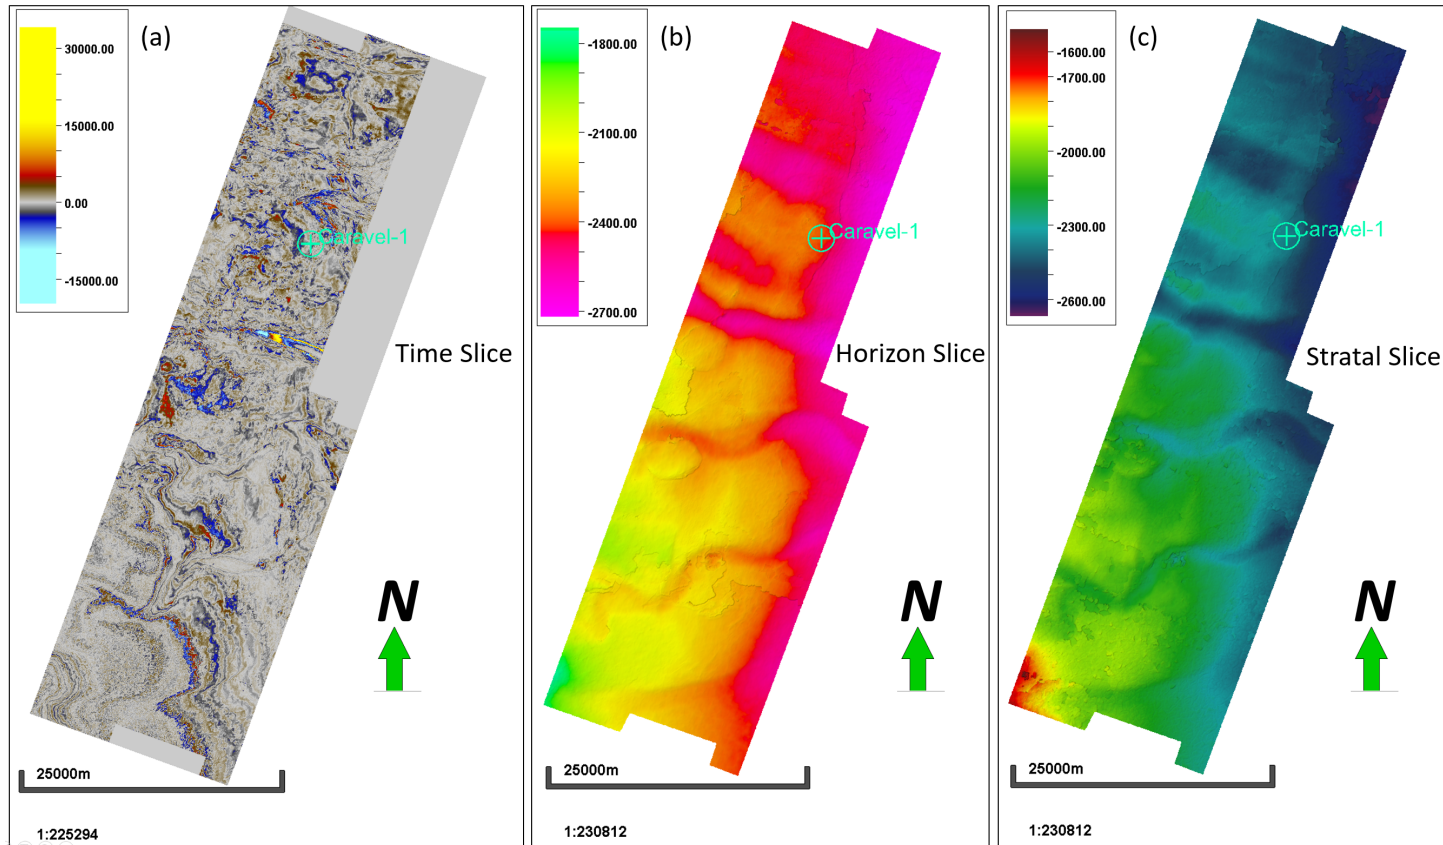 (a)
30000.00
15000.00
0.00
-15000.00
Caravel-1
Time Slice
N
25000m
1:225294
(b)
-1800.00
-2100.00
-2400.00
-2700.00
Caravel-1
Horizon Slice
N
25000m
1:230812
(c)
-1600.00
-1700.00
-2000.00
-2300.00
-2600.00
Caravel-1
Stratal Slice
N
25000m
1:230812